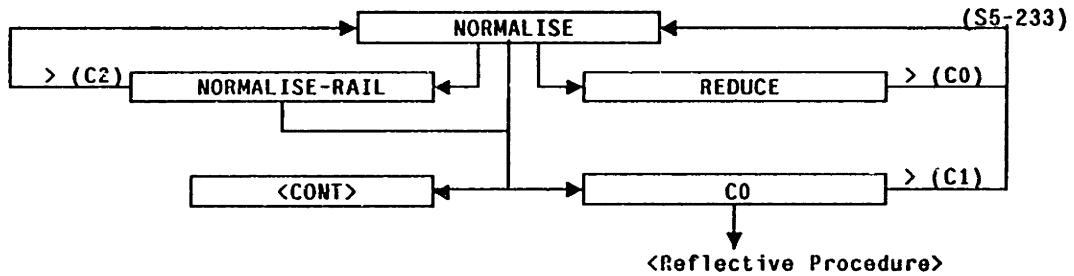 (S5-233)
NORMALISE
> (C2)
NORMALISE-RAIL
REDUCE
> (C0)
<CONT>
C0
> (C1)
<Reflective Procedure>